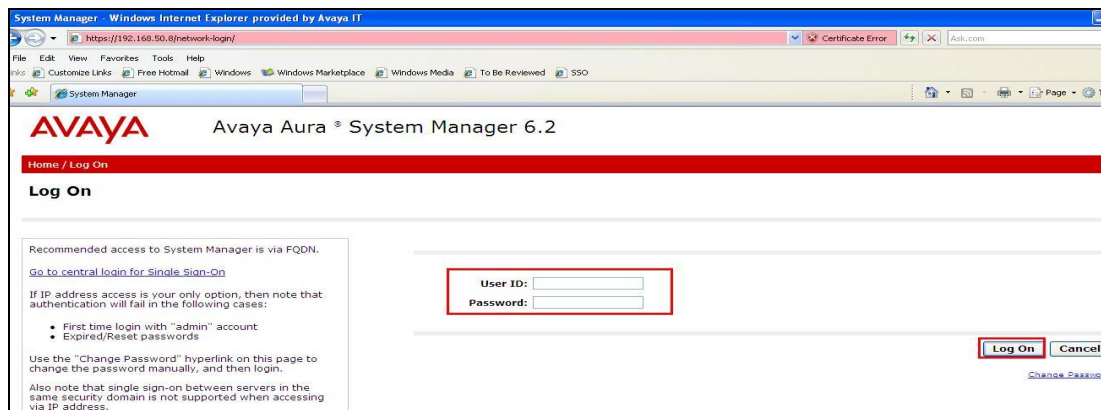 System Manager - Windows Internet Explorer provided by Avaya IT
https://192.168.50.8/network-login/ Certificate Error Ask.com
File Edit View Favorites Tools Help
Customize Links Free Hotmail Windows Windows Marketplace Windows Media To Be Reviewed SSO
System Manager Page
AVAYA Avaya Aura ® System Manager 6.2
Home / Log On
Log On
Recommended access to System Manager is via FQDN.
Go to central login for Single Sign-On
If IP address access is your only option, then note that
authentication will fail in the following cases:
• First time login with "admin" account
• Expired/Reset passwords
Use the "Change Password" hyperlink on this page to
change the password manually, and then login.
Also note that single sign-on between servers in the
same security domain is not supported when accessing
via IP address.
User ID:
Password:
Log On Cancel
Change